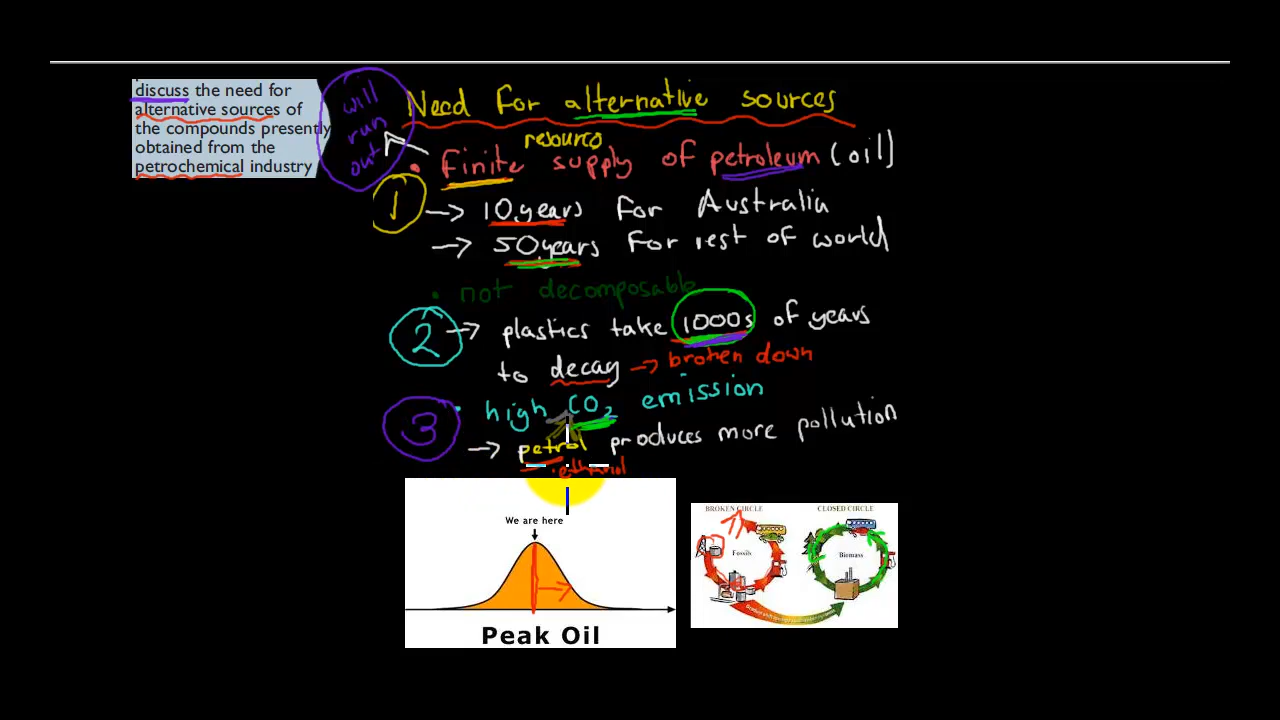 discuss the need for
alternative sources of
the compounds presently
obtained from the
petrochemical industry
will
run
out
Need for alternative sources
resource
• finite supply of petroleum (oil)
1
→ 10 years for Australia
→ 50 years for rest of world
• not decomposable
2 → plastics take 1000s of years
to decay → broken down
3 • high CO2 emission
→ petrol produces more pollution
• ethanol
We are here
Peak Oil
BROKEN CIRCLE
Fossils
CLOSED CIRCLE
Biomass